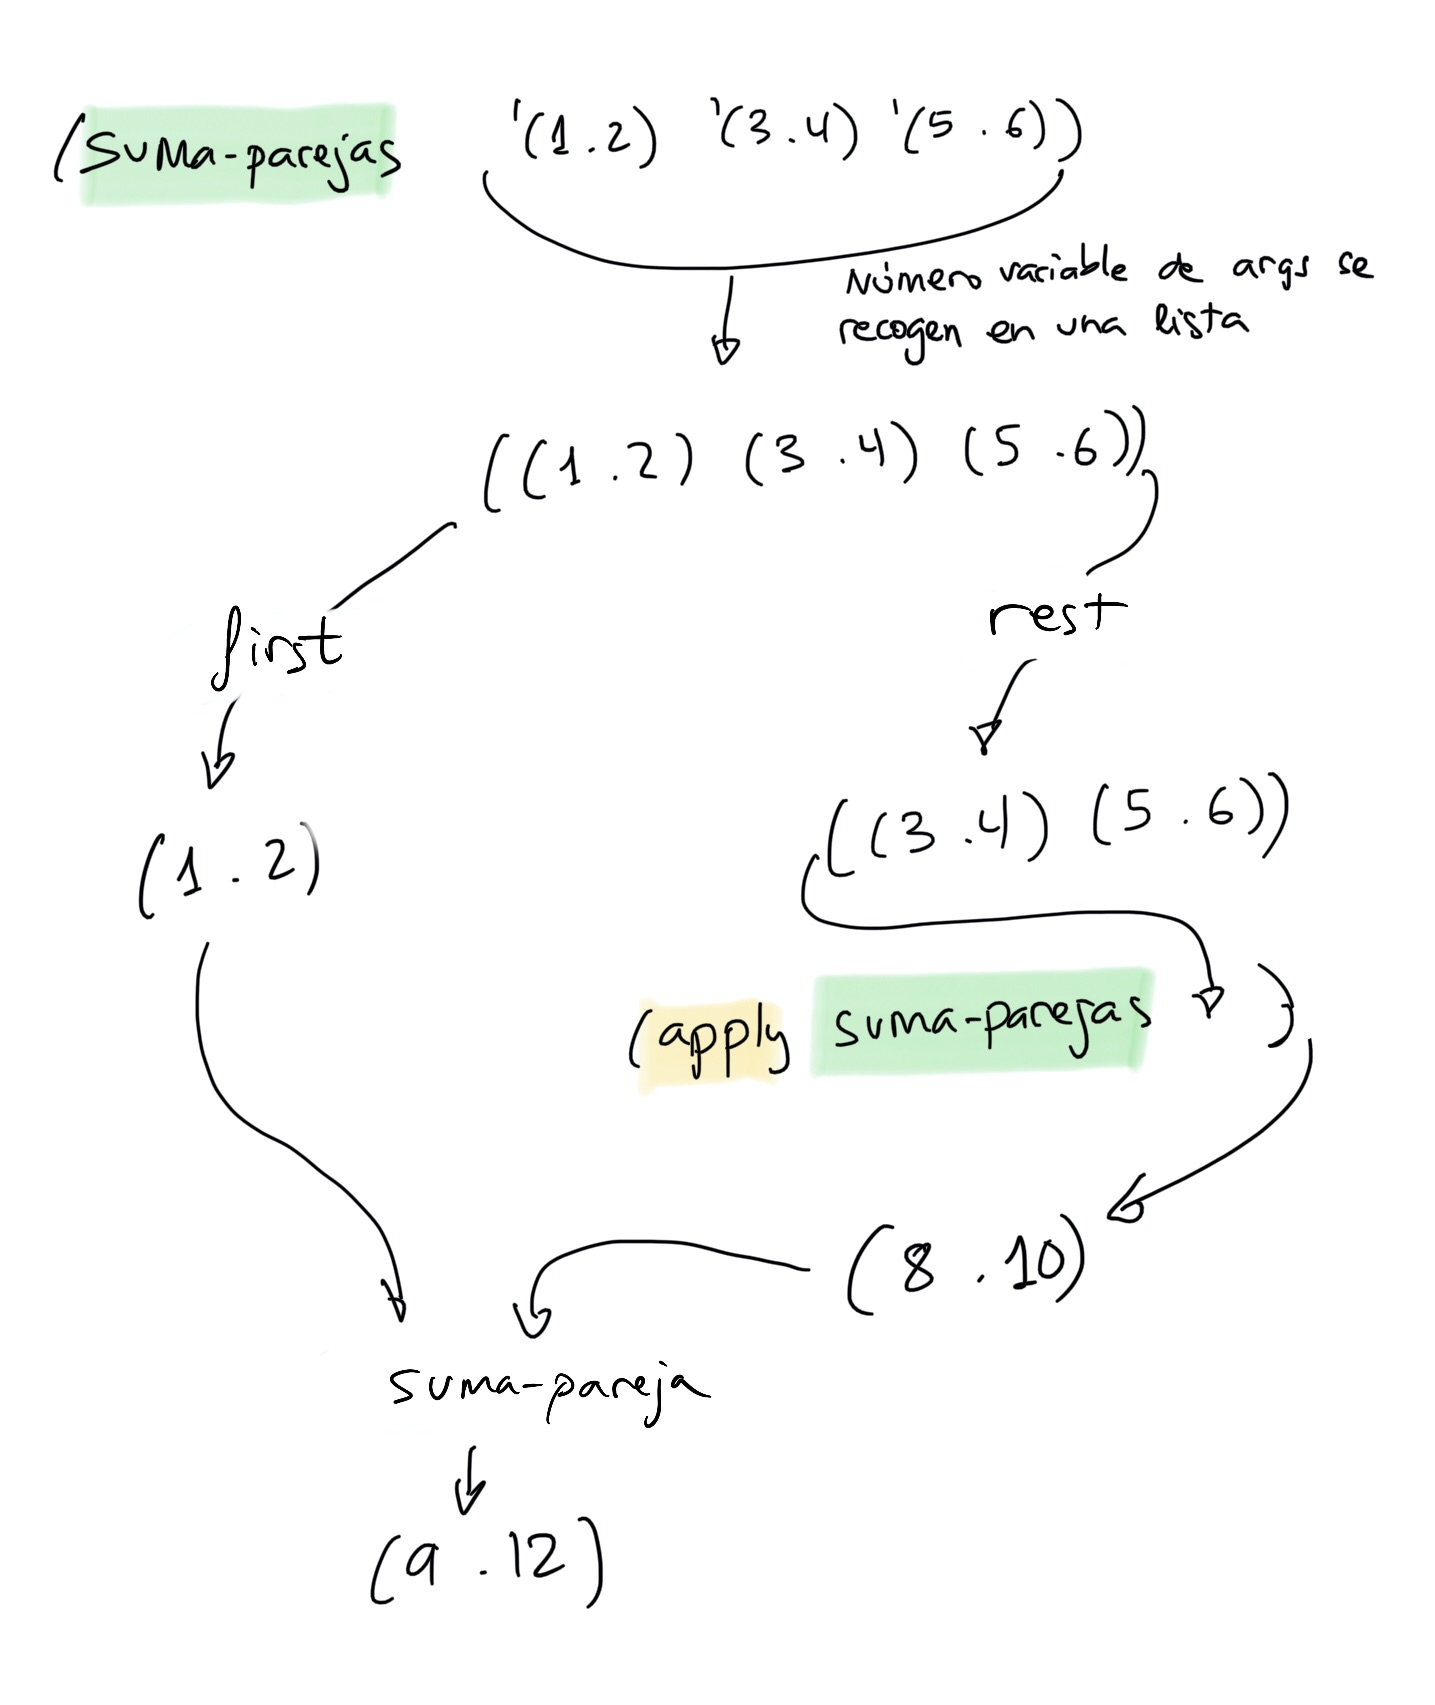 (suma-parejas '(1 . 2) '(3 . 4) '(5 . 6))
Número variable de args se
recogen en una lista
((1 . 2) (3 . 4) (5 . 6))
first
rest
(1 . 2)
((3 . 4) (5 . 6))
(apply suma-parejas )
(8 . 10)
suma-pareja
(9 . 12)